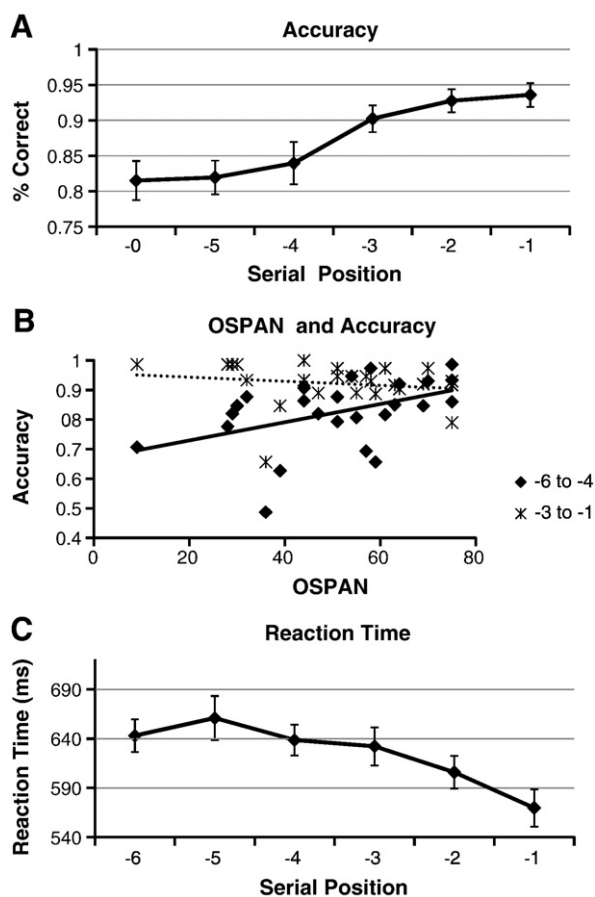 A
Accuracy
1
0.95
0.9
0.85
0.8
0.75
% Correct
-0 -5 -4 -3 -2 -1
Serial Position
B
OSPAN and Accuracy
1
0.9
0.8
0.7
0.6
0.5
0.4
Accuracy
0 20 40 60 80
OSPAN
-6 to -4
-3 to -1
C
Reaction Time
690
640
590
540
Reaction Time (ms)
-6 -5 -4 -3 -2 -1
Serial Position